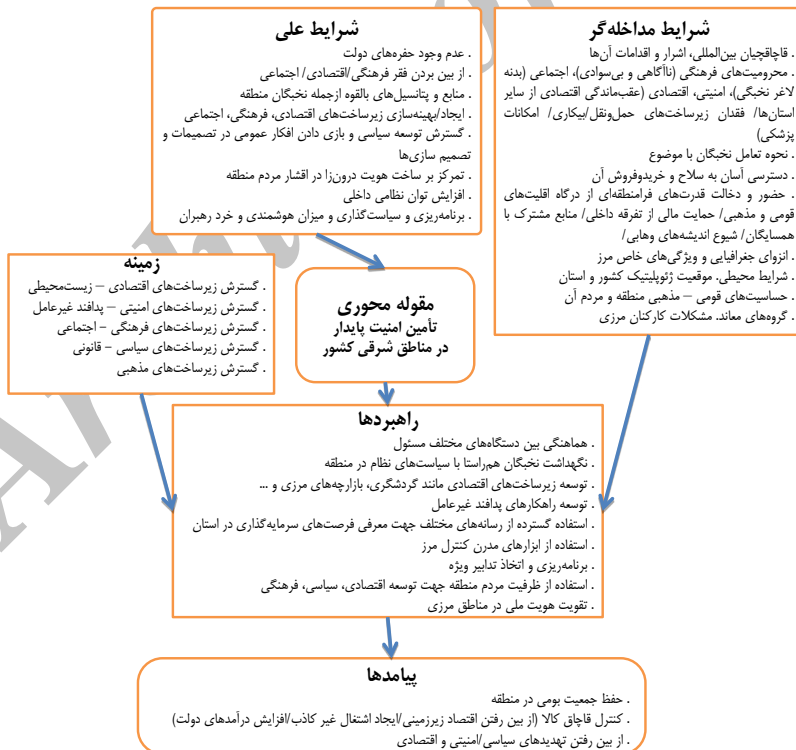 شرایط مداخله‌گر
. قاچاقچیان بین‌المللی، اشرار و اقدامات آن‌ها
. محرومیت‌های فرهنگی (ناآگاهی و بی‌سوادی)، اجتماعی (بدنه
لاغر نخبگی)، امنیتی، اقتصادی (عقب‌ماندگی اقتصادی از سایر
استان‌ها/ فقدان زیرساخت‌های حمل‌ونقل/بیکاری/ امکانات
پزشکی)
. نحوه تعامل نخبگان با موضوع
. دسترسی آسان به سلاح و خریدوفروش آن
. حضور و دخالت قدرت‌های فرامنطقه‌ای از درگاه اقلیت‌های
قومی و مذهبی/ حمایت مالی از تفرقه داخلی/ منابع مشترک با
همسایگان/ شیوع اندیشه‌های وهابی/
. انزوای جغرافیایی و ویژگی‌های خاص مرز
. شرایط محیطی. موقعیت ژئوپلیتیک کشور و استان
. حساسیت‌های قومی – مذهبی منطقه و مردم آن
. گروه‌های معاند. مشکلات کارکنان مرزی
شرایط علی
. عدم وجود حفره‌های دولت
. از بین بردن فقر فرهنگی/اقتصادی/ اجتماعی
. منابع و پتانسیل‌های بالقوه ازجمله نخبگان منطقه
. ایجاد/بهینه‌سازی زیرساخت‌های اقتصادی، فرهنگی، اجتماعی
. گسترش توسعه سیاسی و بازی دادن افکار عمومی در تصمیمات و
تصمیم سازی‌ها
. تمرکز بر ساخت هویت درون‌زا در اقشار مردم منطقه
. افزایش توان نظامی داخلی
. برنامه‌ریزی و سیاست‌گذاری و میزان هوشمندی و خرد رهبران
زمینه
. گسترش زیرساخت‌های اقتصادی – زیست‌محیطی
. گسترش زیرساخت‌های امنیتی – پدافند غیرعامل
. گسترش زیرساخت‌های فرهنگی – اجتماعی
. گسترش زیرساخت‌های سیاسی – قانونی
. گسترش زیرساخت‌های مذهبی
مقوله محوری
تأمین امنیت پایدار
در مناطق شرقی کشور
راهبردها
. هماهنگی بین دستگاه‌های مختلف مسئول
. نگهداشت نخبگان هم‌راستا با سیاست‌های نظام در منطقه
. توسعه زیرساخت‌های اقتصادی مانند گردشگری، بازارچه‌های مرزی و ...
. توسعه راهکارهای پدافند غیرعامل
. استفاده گسترده از رسانه‌های مختلف جهت معرفی فرصت‌های سرمایه‌گذاری در استان
. استفاده از ابزارهای مدرن کنترل مرز
. برنامه‌ریزی و اتخاذ تدابیر ویژه
. استفاده از ظرفیت مردم منطقه جهت توسعه اقتصادی، سیاسی، فرهنگی
. تقویت هویت ملی در مناطق مرزی
پیامدها
. حفظ جمعیت بومی در منطقه
. کنترل قاچاق کالا (از بین رفتن اقتصاد زیرزمینی/ایجاد اشتغال غیر کاذب/افزایش درآمدهای دولت)
. از بین رفتن تهدیدهای سیاسی/امنیتی و اقتصادی